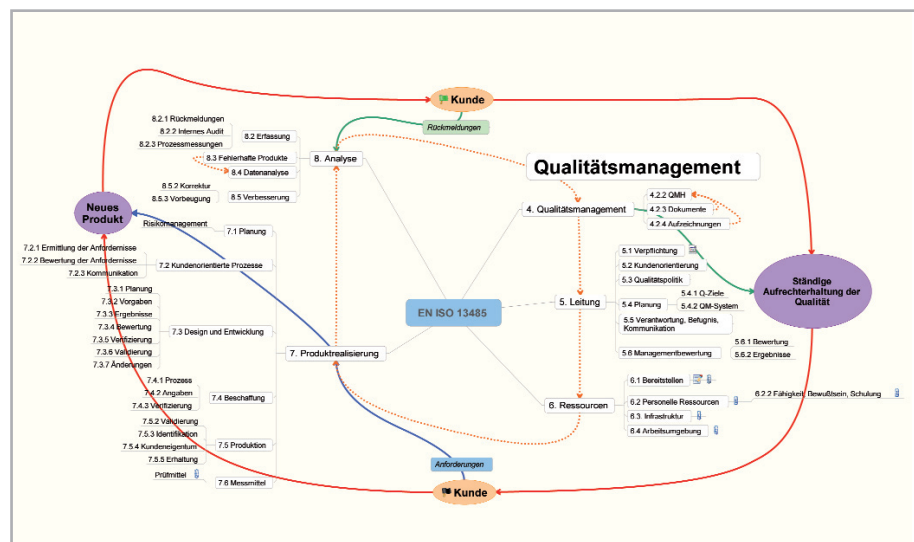 Kunde
Rückmeldungen
Qualitätsmanagement
8.2.1 Rückmeldungen
8.2.2 Internes Audit
8.2.3 Prozessmessungen
8.2 Erfassung
8.3 Fehlerhafte Produkte
8.4 Datenanalyse
8.5.2 Korrektur
8.5.3 Vorbeugung
8.5 Verbesserung
8. Analyse
Neues
Produkt
Risikomanagement
7.1 Planung
7.2.1 Ermittlung der Anfordernisse
7.2.2 Bewertung der Anfordernisse
7.2.3 Kommunikation
7.2 Kundenorientierte Prozesse
7.3.1 Planung
7.3.2 Vorgaben
7.3.3 Ergebnisse
7.3.4 Bewertung
7.3.5 Verifizierung
7.3.6 Validierung
7.3.7 Änderungen
7.3 Design und Entwicklung
7. Produktrealisierung
7.4.1 Prozess
7.4.2 Angaben
7.4.3 Verifizierung
7.4 Beschaffung
7.5.2 Validierung
7.5.3 Identifikation
7.5.4 Kundeneigentum
7.5.5 Erhaltung
7.5 Produktion
Prüfmittel
7.6 Messmittel
EN ISO 13485
4. Qualitätsmanagement
4.2.2 QMH
4.2.3 Dokumente
4.2.4 Aufzreichnungen
5. Leitung
5.1 Verpflichtung
5.2 Kundenorientierung
5.3 Qualitätspolitik
5.4 Planung
5.4.1 Q-Ziele
5.4.2 QM-System
5.5 Verantwortung, Befugnis,
Kommunikation
5.6 Managementbewertung
5.6.1 Bewertung
5.6.2 Ergebnisse
Ständige
Aufrechterhaltung der
Qualität
6. Ressourcen
6.1 Bereitstellen
6.2 Personelle Ressourcen
6.2.2 Fähigkeit, Bewußtsein, Schulung
6.3. Infrastruktur
6.4 Arbeitsumgebung
Anforderungen
Kunde